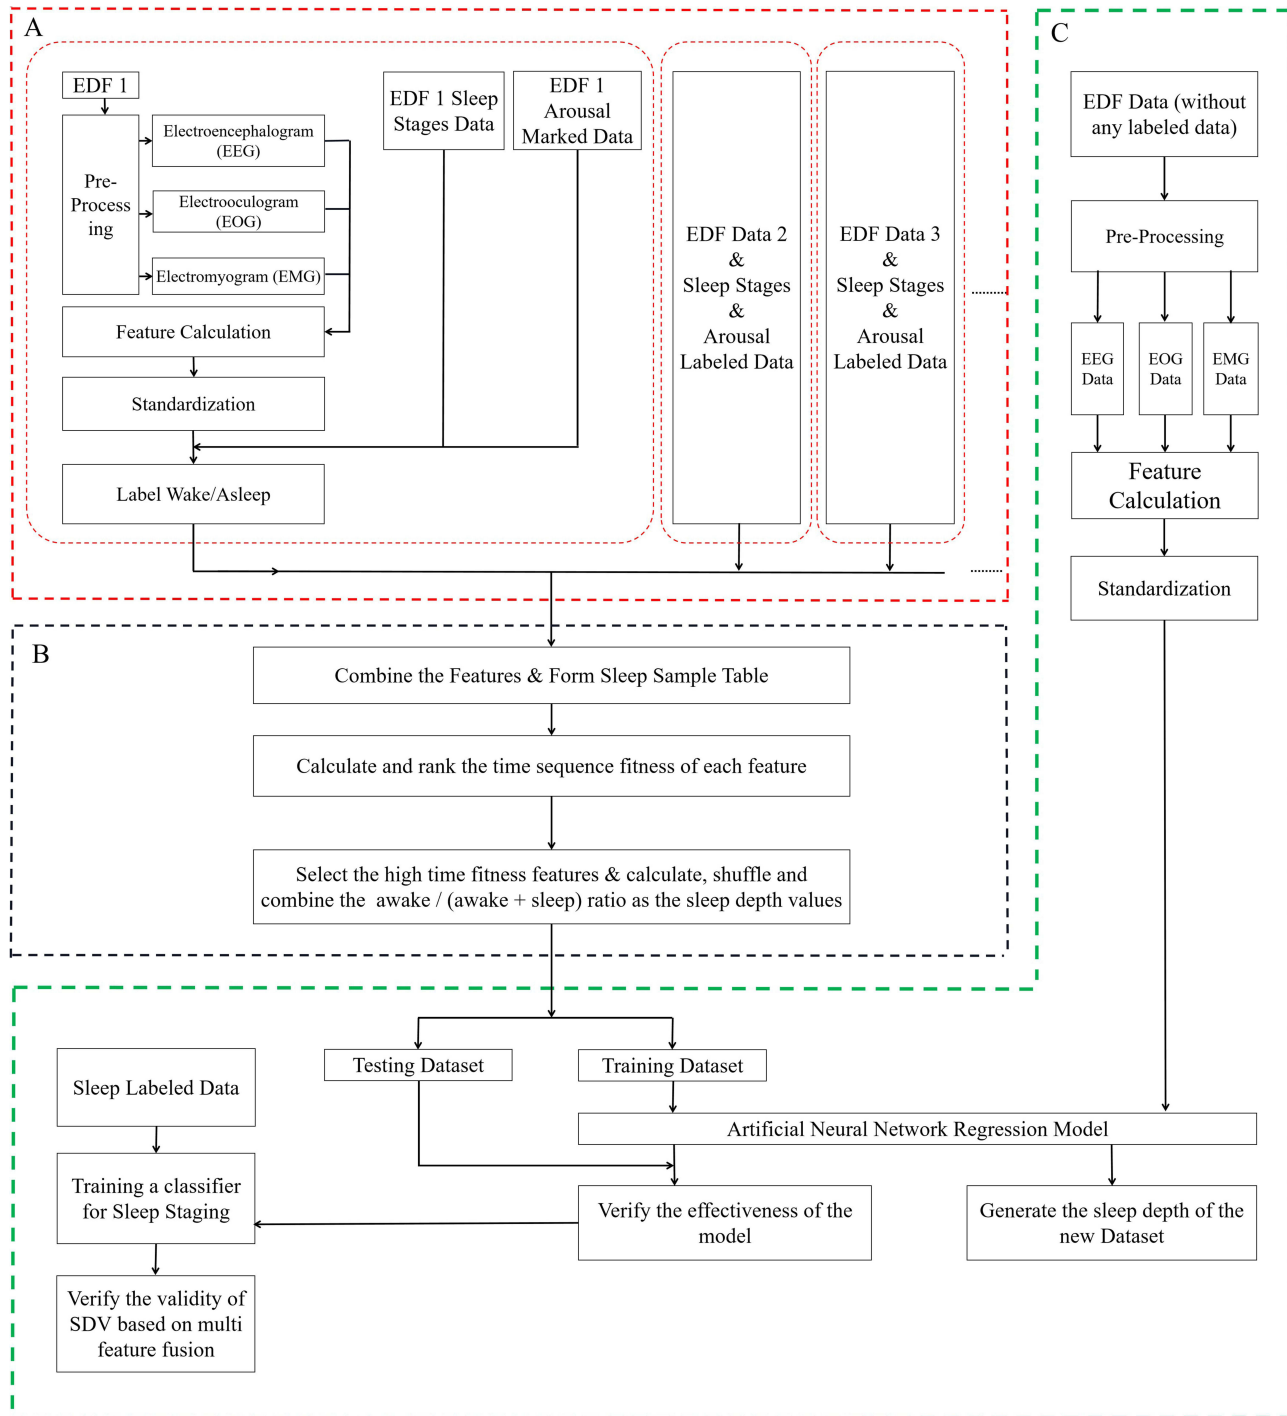 A
EDF 1
Pre-
Process
ing
Electroencephalogram
(EEG)
Electrooculogram
(EOG)
Electromyogram (EMG)
Feature Calculation
Standardization
Label Wake/Asleep
EDF 1 Sleep
Stages Data
EDF 1
Arousal
Marked Data
EDF Data 2
&
Sleep Stages
&
Arousal
Labeled Data
EDF Data 3
&
Sleep Stages
&
Arousal
Labeled Data
B
Combine the Features & Form Sleep Sample Table
Calculate and rank the time sequence fitness of each feature
Select the high time fitness features & calculate, shuffle and
combine the awake / (awake + sleep) ratio as the sleep depth values
C
EDF Data (without
any labeled data)
Pre-Processing
EEG
Data
EOG
Data
EMG
Data
Feature
Calculation
Standardization
Testing Dataset
Training Dataset
Artificial Neural Network Regression Model
Verify the effectiveness of the
model
Generate the sleep depth of the
new Dataset
Sleep Labeled Data
Training a classifier
for Sleep Staging
Verify the validity of
SDV based on multi
feature fusion